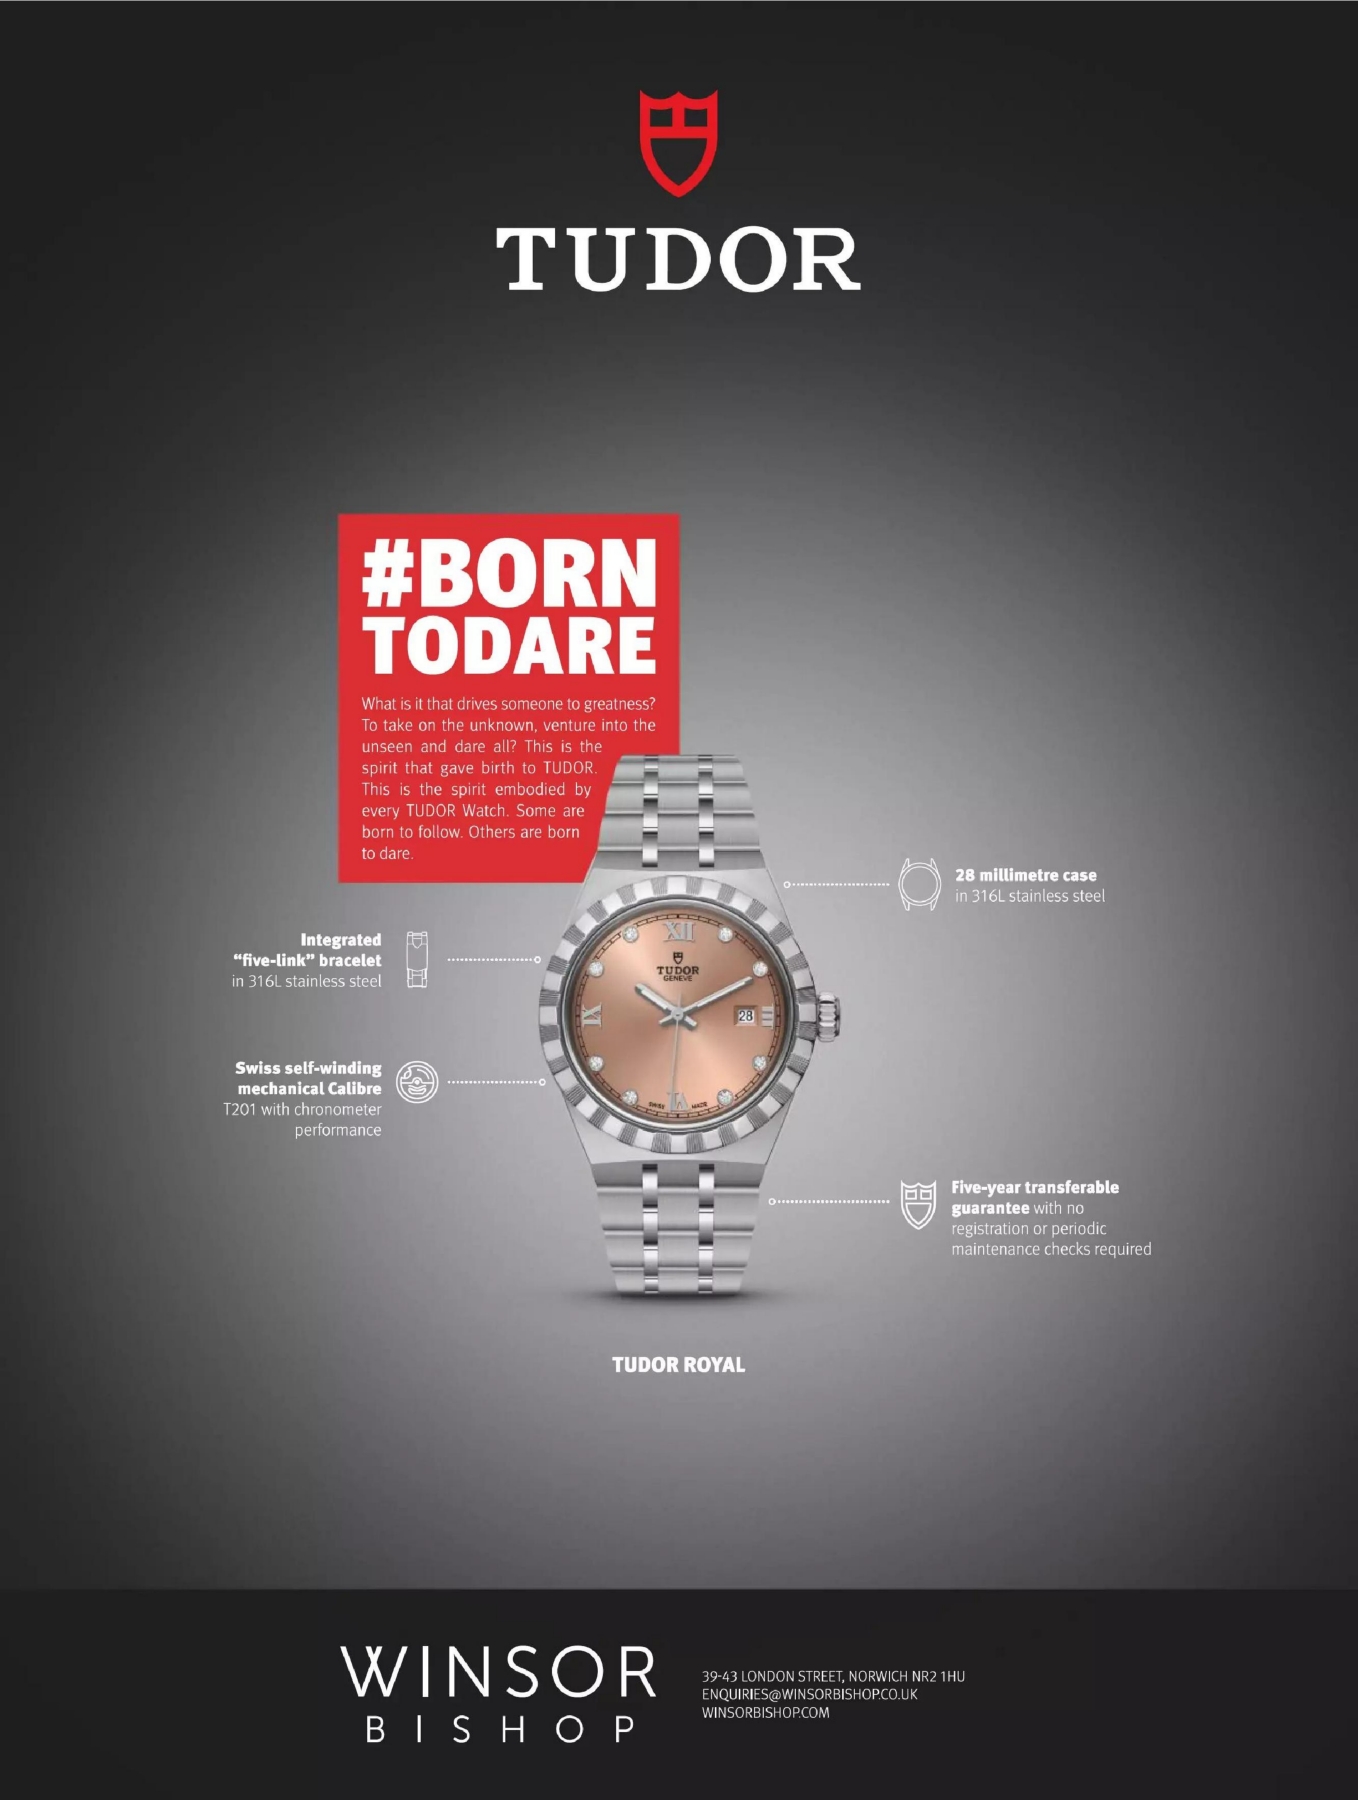 TUDOR
#BORN
TODARE
What is it that drives someone to greatness?
To take on the unknown, venture into the
unseen and dare all? This is the
spirit that gave birth to TUDOR.
This is the spirit embodied by
every TUDOR Watch. Some are
born to follow. Others are born
to dare.
28 millimetre case
in 316L stainless steel
Integrated
“five-link” bracelet
in 316L stainless steel
XII
TUDOR
GENEVE
IX
28
III
VI
SWISS MADE
Swiss self-winding
mechanical Calibre
T201 with chronometer
performance
Five-year transferable
guarantee with no
registration or periodic
maintenance checks required
TUDOR ROYAL
WINSOR
BISHOP
39-43 LONDON STREET, NORWICH NR2 1HU
ENQUIRIES@WINSORBISHOP.CO.UK
WINSORBISHOP.COM